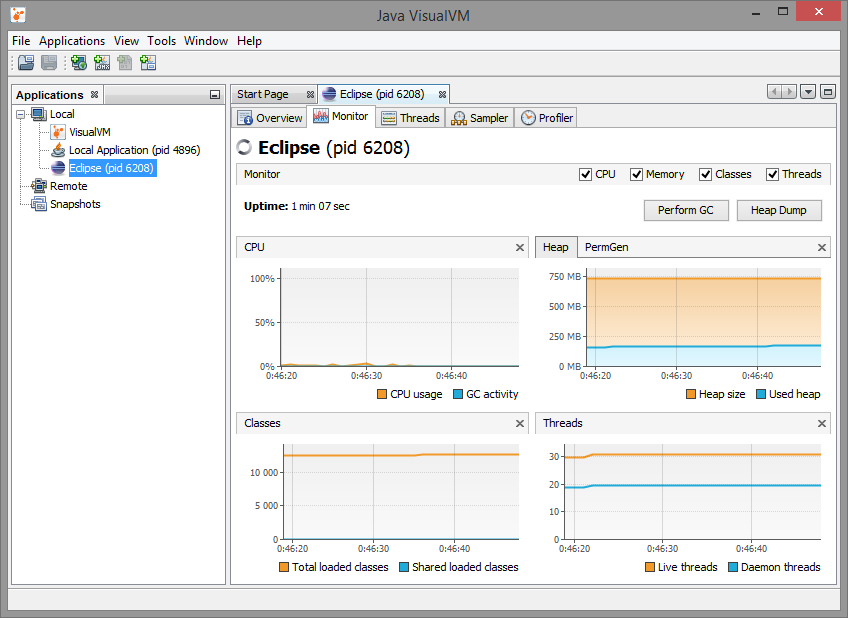 Java VisualVM
File Applications View Tools Window Help
Applications
Local
VisualVM
Local Application (pid 4896)
Eclipse (pid 6208)
Remote
Snapshots
Start Page Eclipse (pid 6208)
Overview Monitor Threads Sampler Profiler
Eclipse (pid 6208)
Monitor CPU Memory Classes Threads
Uptime: 1 min 07 sec Perform GC Heap Dump
CPU
100%
50%
0%
0:46:20 0:46:30 0:46:40
CPU usage GC activity
Heap PermGen
750 MB
500 MB
250 MB
0 MB
0:46:20 0:46:30 0:46:40
Heap size Used heap
Classes
10 000
5 000
0
0:46:20 0:46:30 0:46:40
Total loaded classes Shared loaded classes
Threads
30
20
10
0
0:46:20 0:46:30 0:46:40
Live threads Daemon threads